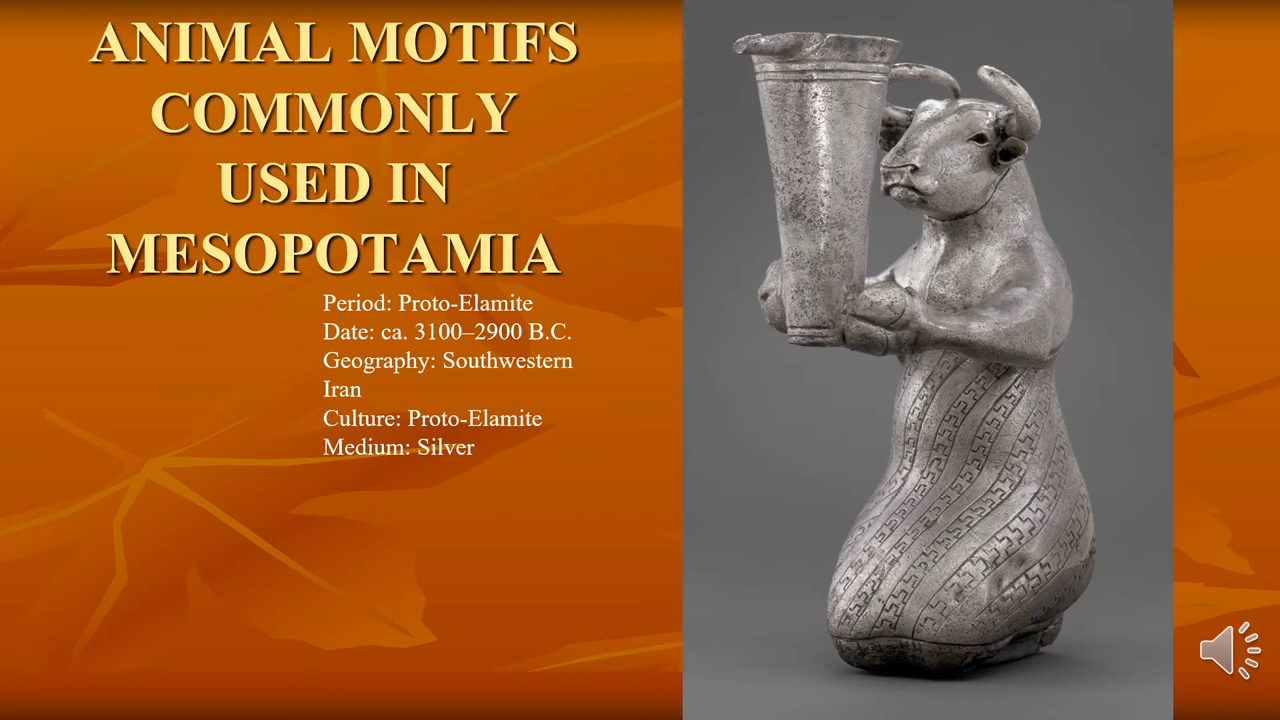 ANIMAL MOTIFS
COMMONLY
USED IN
MESOPOTAMIA
Period: Proto-Elamite
Date: ca. 3100–2900 B.C.
Geography: Southwestern
Iran
Culture: Proto-Elamite
Medium: Silver